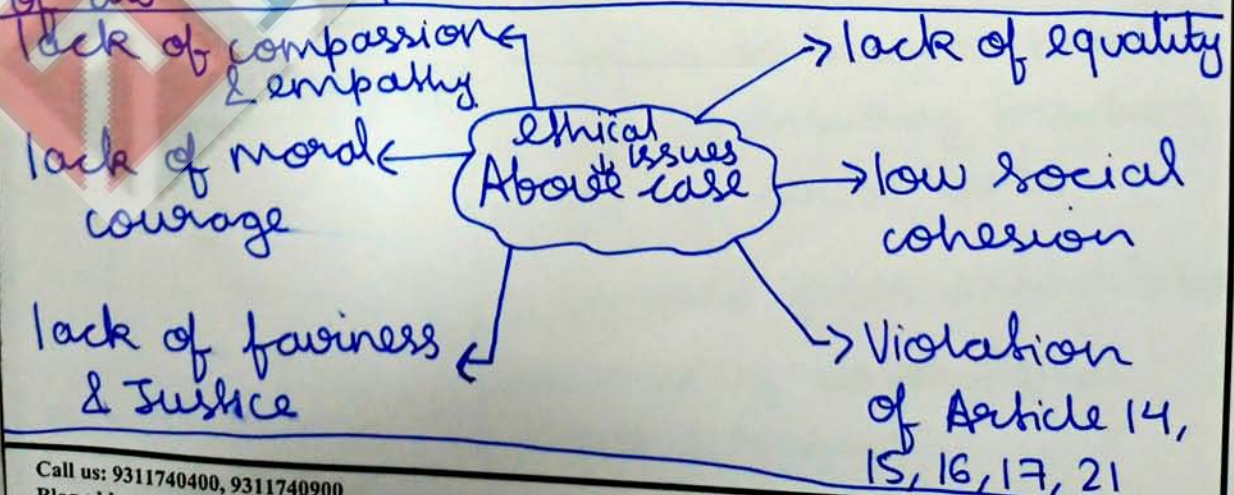 lack of compassion
& empathy
lack of moral
courage
lack of fairness
& Justice
ethical
issues
Above case
lack of equality
low social
cohesion
Violation
of Article 14,
15, 16, 17, 21
Call us: 9311740400, 9311740900